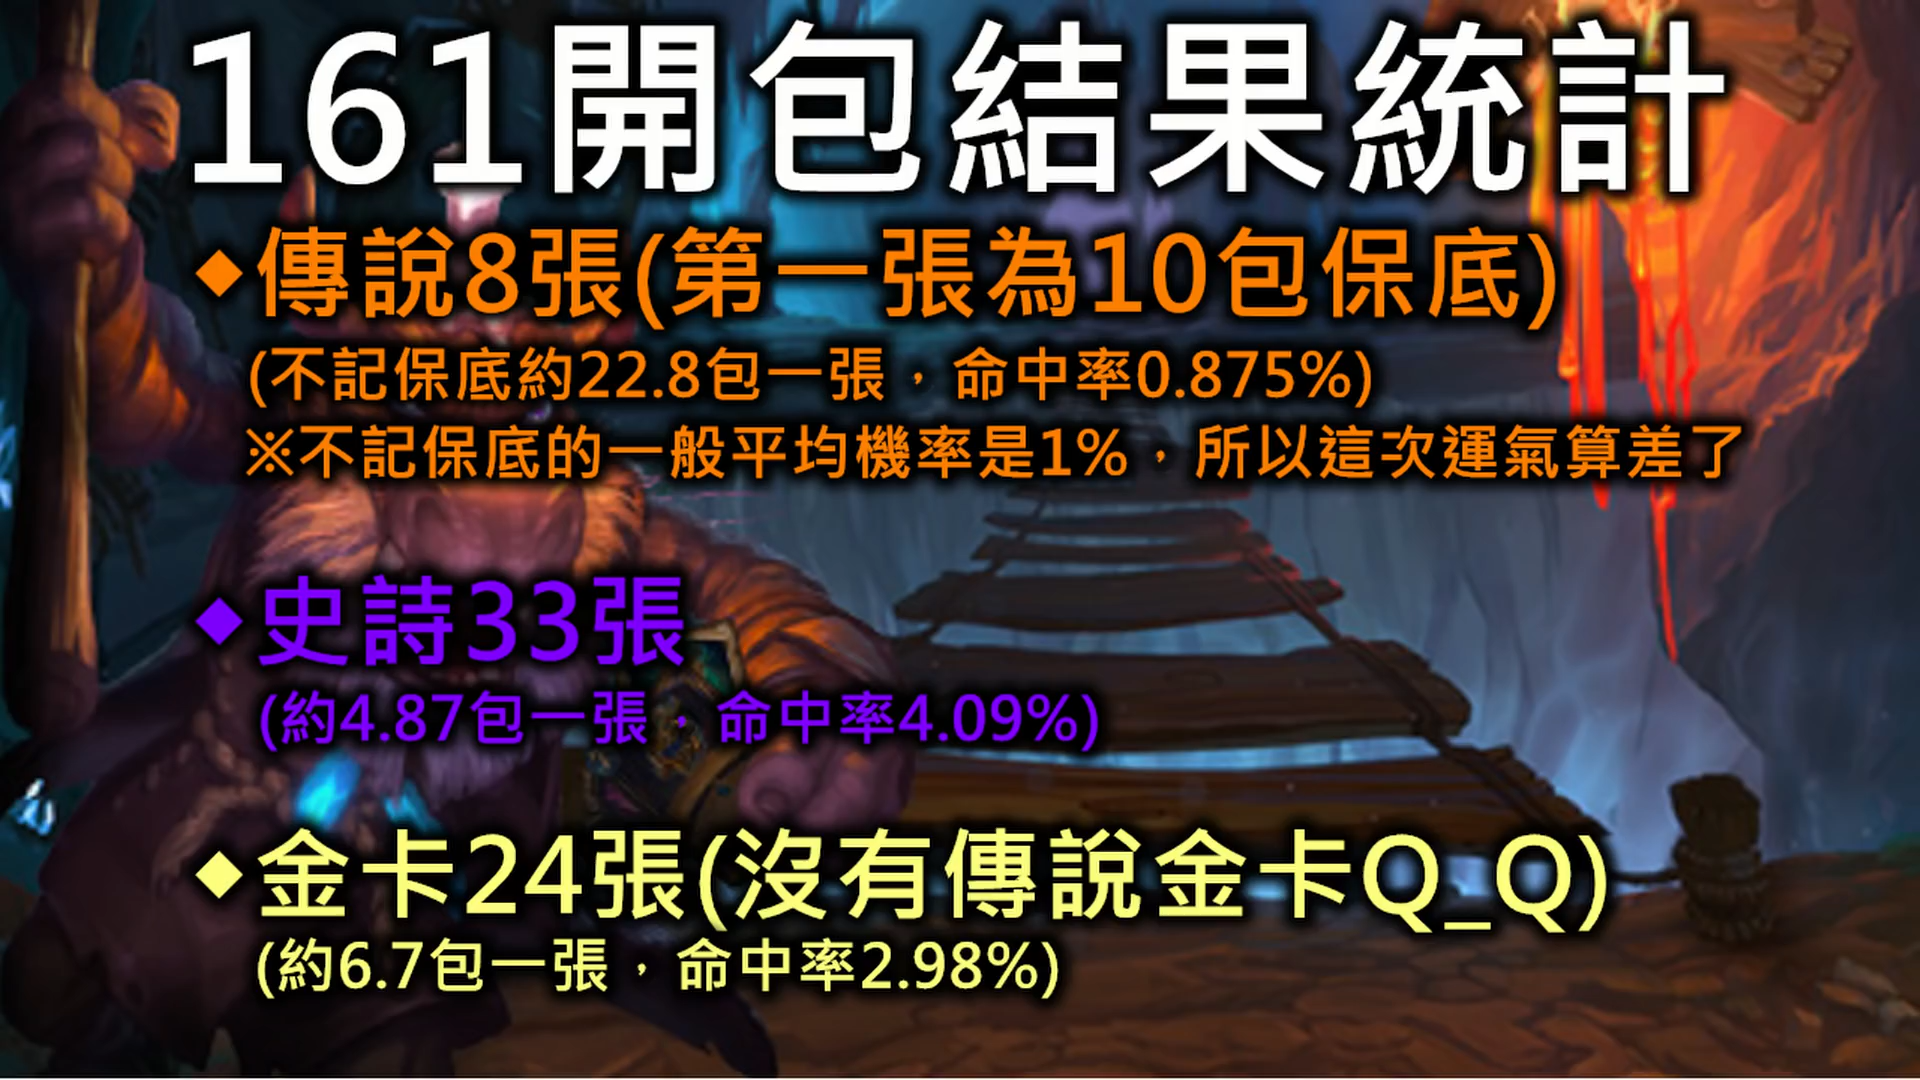 161開包結果統計
◆傳說8張(第一張為10包保底)
(不記保底約22.8包一張，命中率0.875%)
※不記保底的一般平均機率是1%，所以這次運氣算差了
◆史詩33張
(約4.87包一張，命中率4.09%)
◆金卡24張(沒有傳說金卡Q_Q)
(約6.7包一張，命中率2.98%)